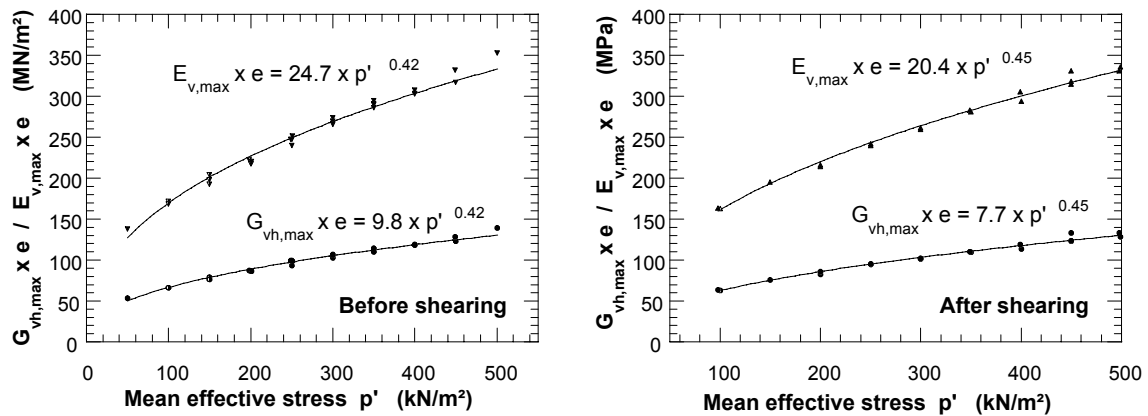 G vh,max x e / E v,max x e (MN/m²)
400
350
300
250
200
150
100
50
0
E v,max x e = 24.7 x p' 0.42
G vh,max x e = 9.8 x p' 0.42
Before shearing
0 100 200 300 400 500
Mean effective stress p' (kN/m²)
G vh,max x e / E v,max x e (MPa)
400
350
300
250
200
150
100
50
0
E v,max x e = 20.4 x p' 0.45
G vh,max x e = 7.7 x p' 0.45
After shearing
100 200 300 400 500
Mean effective stress p' (kN/m²)